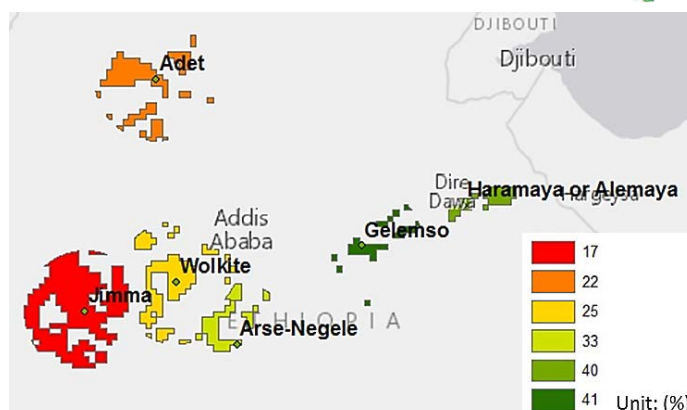 DJIBOUTI
Djibouti
Adet
Dire
Dawa
Haramaya or Alemaya
Hargeysa
Addis
Ababa
Gelemso
Wolkite
Jimma
Arse-Negele
ETHIOPIA
17
22
25
33
40
41
Unit: (%)